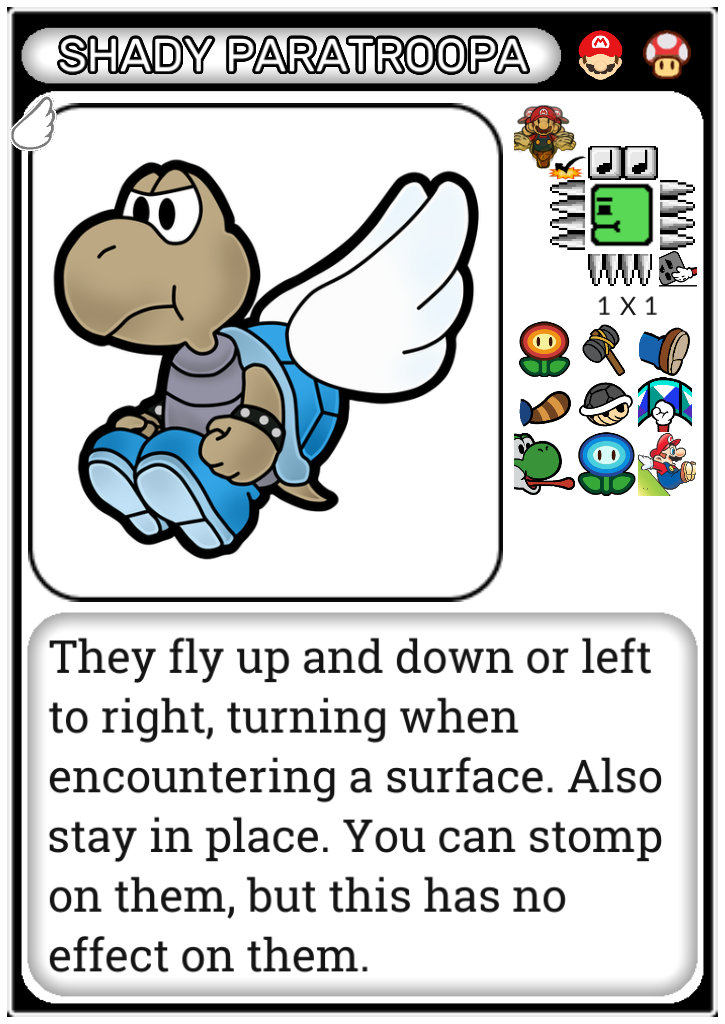 SHADY PARATROOPA
1 X 1
They fly up and down or left
to right, turning when
encountering a surface. Also
stay in place. You can stomp
on them, but this has no
effect on them.